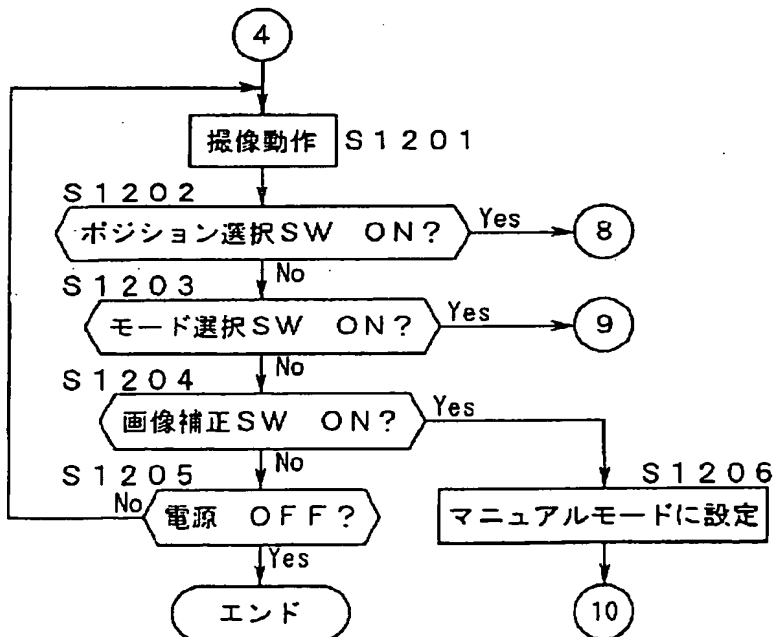 4
撮像動作 S1201
S1202
ポジション選択SW ON?
Yes
8
No
S1203
モード選択SW ON?
Yes
9
No
S1204
画像補正SW ON?
Yes
No
S1205
S1206
No
電源 OFF?
マニュアルモードに設定
Yes
エンド
10